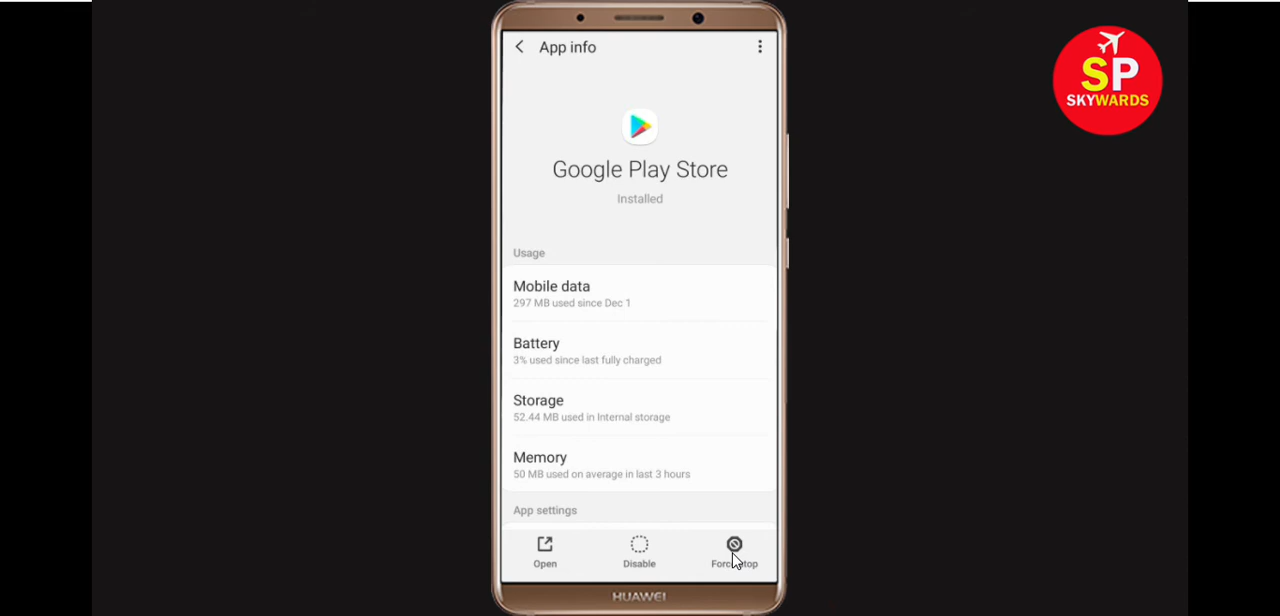 App info
SP
SKYWARDS
Google Play Store
Installed
Usage
Mobile data
297 MB used since Dec 1
Battery
3% used since last fully charged
Storage
52.44 MB used in Internal storage
Memory
50 MB used on average in last 3 hours
App settings
Open
Disable
Force stop
HUAWEI